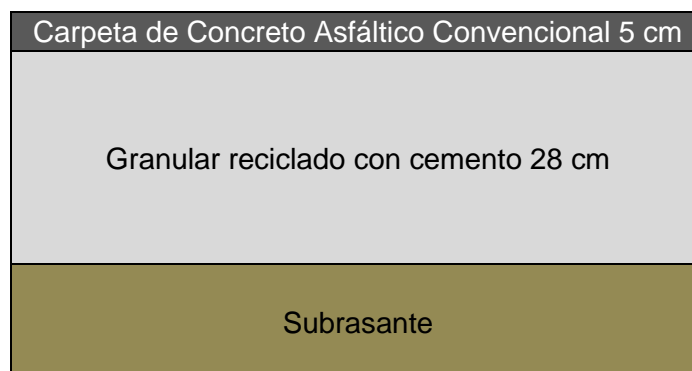 Carpeta de Concreto Asfáltico Convencional 5 cm
Granular reciclado con cemento 28 cm
Subrasante